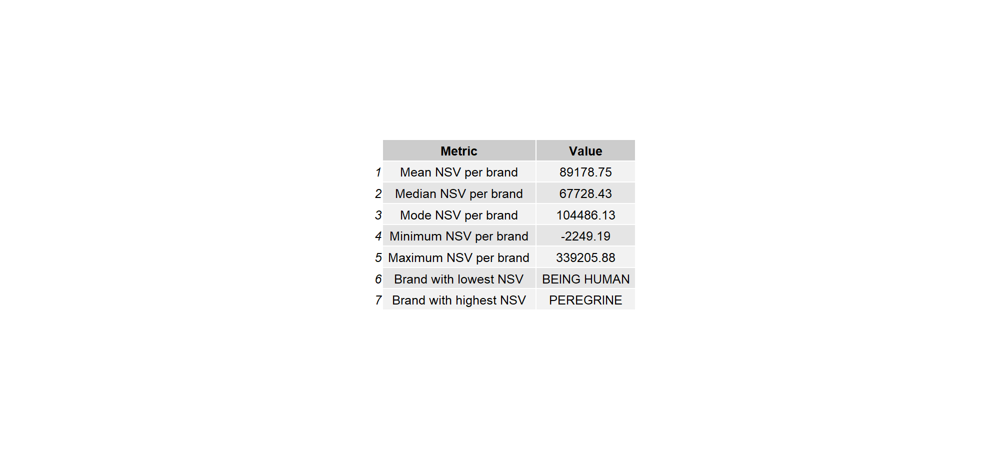 Metric Value
1 Mean NSV per brand 89178.75
2 Median NSV per brand 67728.43
3 Mode NSV per brand 104486.13
4 Minimum NSV per brand -2249.19
5 Maximum NSV per brand 339205.88
6 Brand with lowest NSV BEING HUMAN
7 Brand with highest NSV PEREGRINE